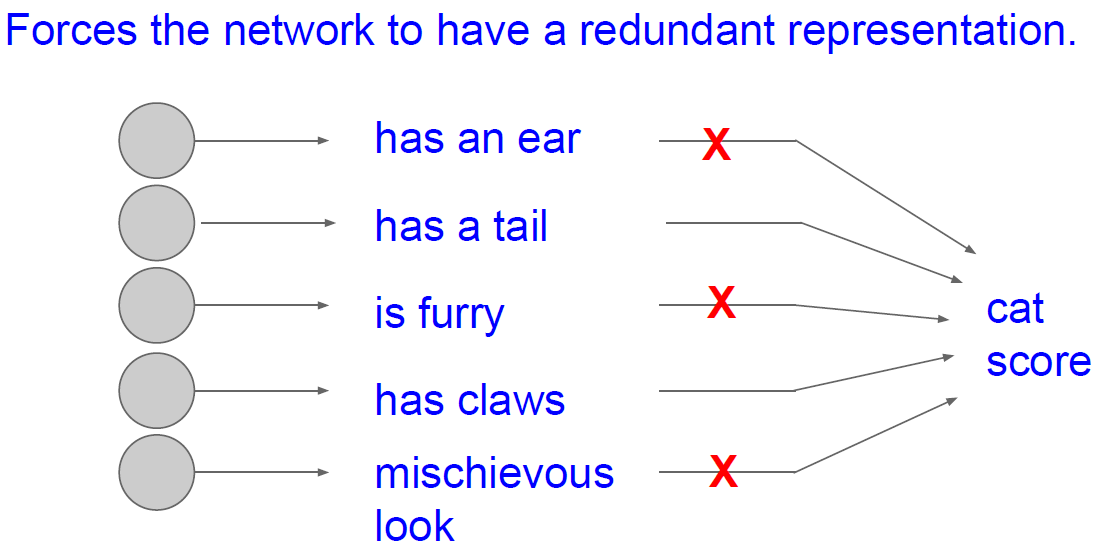 Forces the network to have a redundant representation.
has an ear
X
has a tail
is furry
X
has claws
mischievous
look
X
cat
score